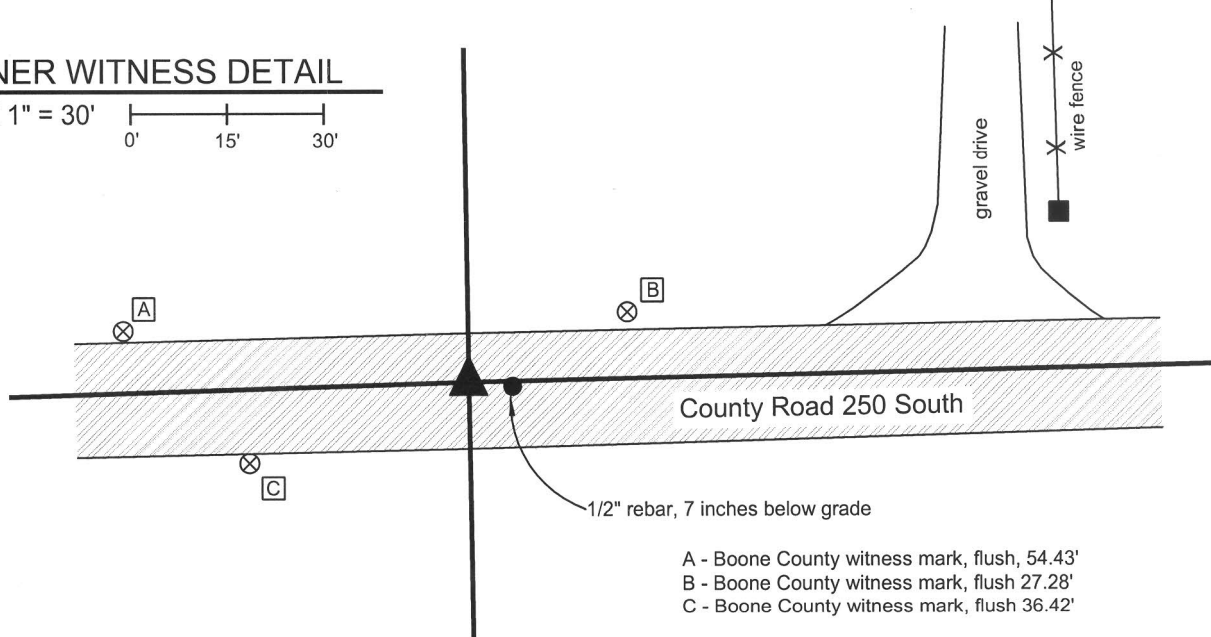 NER WITNESS DETAIL
1" = 30'
0' 15' 30'
gravel drive
wire fence
A
B
County Road 250 South
C
1/2" rebar, 7 inches below grade
A - Boone County witness mark, flush, 54.43'
B - Boone County witness mark, flush 27.28'
C - Boone County witness mark, flush 36.42'